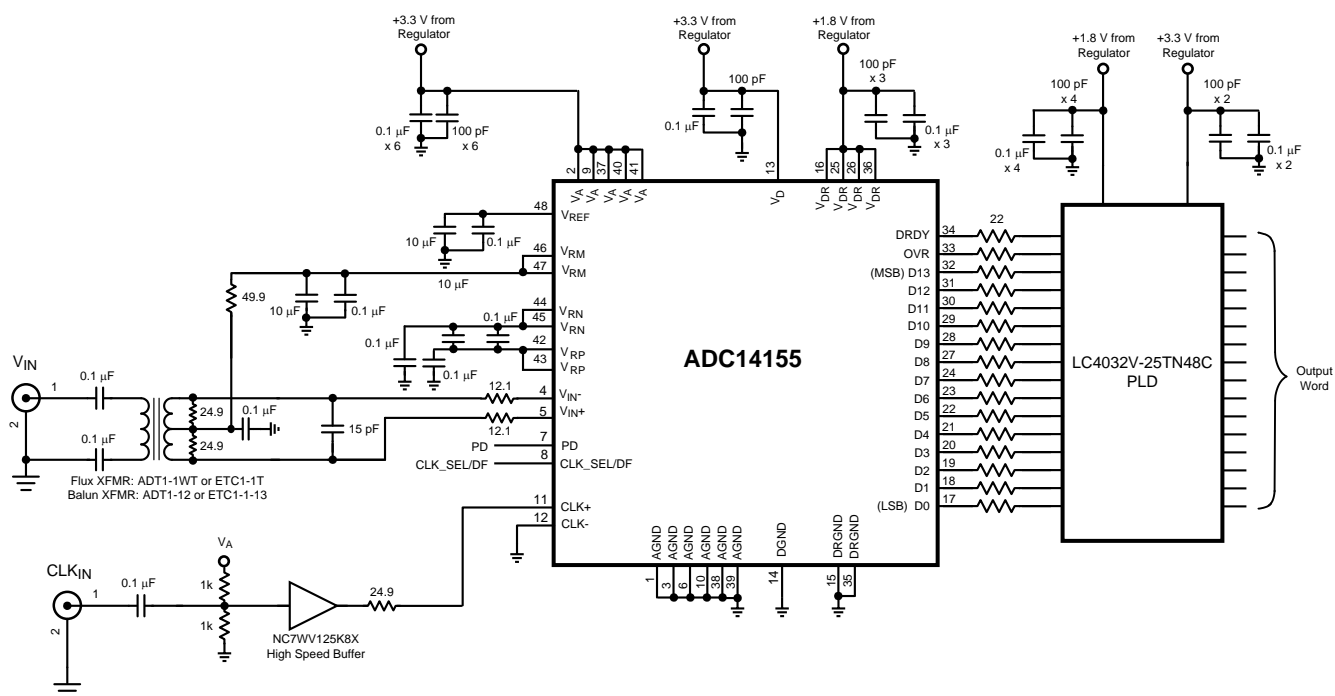 +3.3 V from
Regulator
+3.3 V from
Regulator
+1.8 V from
Regulator
+1.8 V from
Regulator
+3.3 V from
Regulator
0.1 µF
x 6
100 pF
x 6
100 pF
0.1 µF
100 pF
x 3
0.1 µF
x 3
100 pF
x 4
0.1 µF
x 4
100 pF
x 2
0.1 µF
x 2
2
9
37
40
41
13
16
25
26
36
VA
VA
VA
VA
VA
VD
VDR
VDR
VDR
VDR
48
VREF
10 µF
0.1 µF
46
VRM
47
VRM
10 µF
49.9
10 µF
0.1 µF
44
VRN
45
VRN
0.1 µF
0.1 µF
42
VRP
43
VRP
0.1 µF
ADC14155
VIN
1
2
0.1 µF
0.1 µF
24.9
24.9
0.1 µF
15 pF
12.1
12.1
4
VIN-
5
VIN+
Flux XFMR: ADT1-1WT or ETC1-1T
Balun XFMR: ADT1-12 or ETC1-1-13
PD
7
PD
CLK_SEL/DF
8
CLK_SEL/DF
11
CLK+
12
CLK-
CLKIN
1
2
0.1 µF
VA
1k
1k
24.9
NC7WV125K8X
High Speed Buffer
AGND
AGND
AGND
AGND
AGND
AGND
DGND
DRGND
DRGND
1
3
6
10
38
39
14
15
35
22
DRDY 34
OVR 33
(MSB) D13 32
D12 31
D11 30
D10 29
D9 28
D8 27
D7 24
D6 23
D5 22
D4 21
D3 20
D2 19
D1 18
(LSB) D0 17
LC4032V-25TN48C
PLD
Output
Word